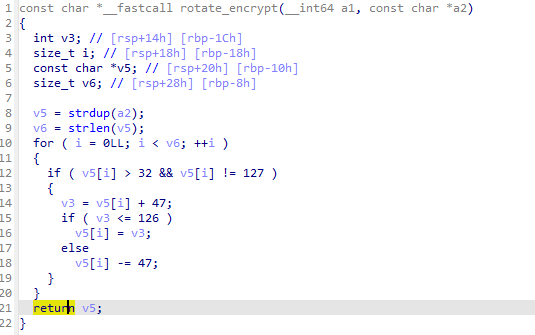 1 const char *__fastcall rotate_encrypt(__int64 a1, const char *a2)
2 {
3 int v3; // [rsp+14h] [rbp-1Ch]
4 size_t i; // [rsp+18h] [rbp-18h]
5 const char *v5; // [rsp+20h] [rbp-10h]
6 size_t v6; // [rsp+28h] [rbp-8h]
7
8 v5 = strdup(a2);
9 v6 = strlen(v5);
10 for ( i = 0LL; i < v6; ++i )
11 {
12 if ( v5[i] > 32 && v5[i] != 127 )
13 {
14 v3 = v5[i] + 47;
15 if ( v3 <= 126 )
16 v5[i] = v3;
17 else
18 v5[i] -= 47;
19 }
20 }
21 return v5;
22 }